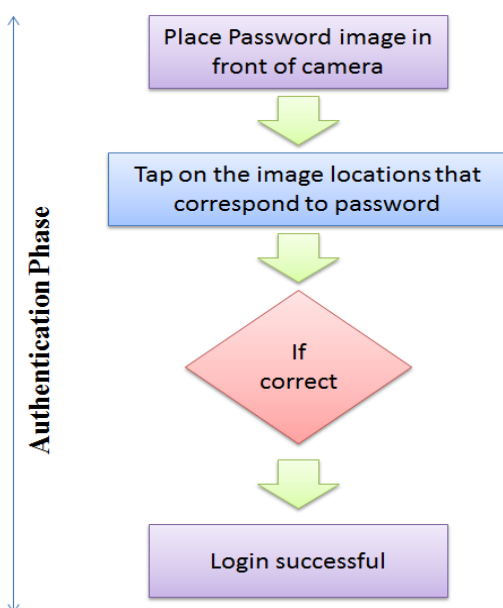 Place Password image in
front of camera
Tap on the image locations that
correspond to password
If
correct
Login successful
Authentication Phase